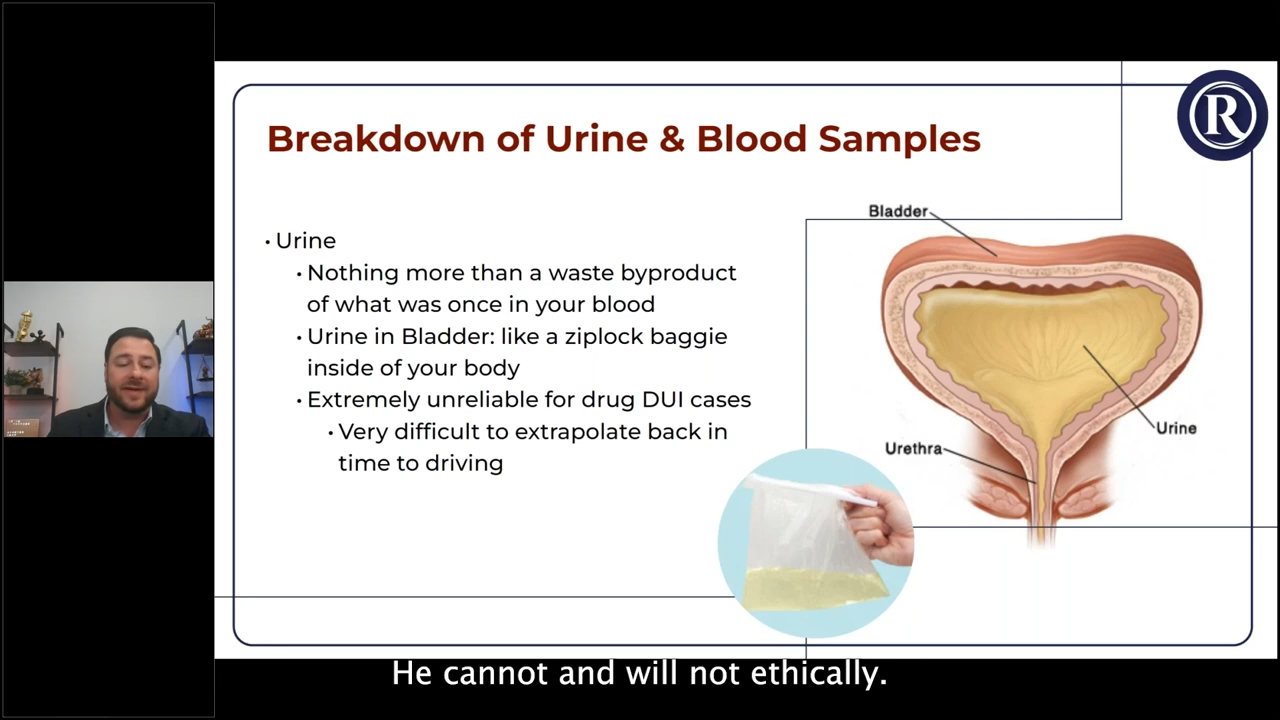 Breakdown of Urine & Blood Samples
R
Bladder
• Urine
• Nothing more than a waste byproduct
of what was once in your blood
• Urine in Bladder: like a ziplock baggie
inside of your body
• Extremely unreliable for drug DUI cases
• Very difficult to extrapolate back in
time to driving
Urine
Urethra
He cannot and will not ethically.